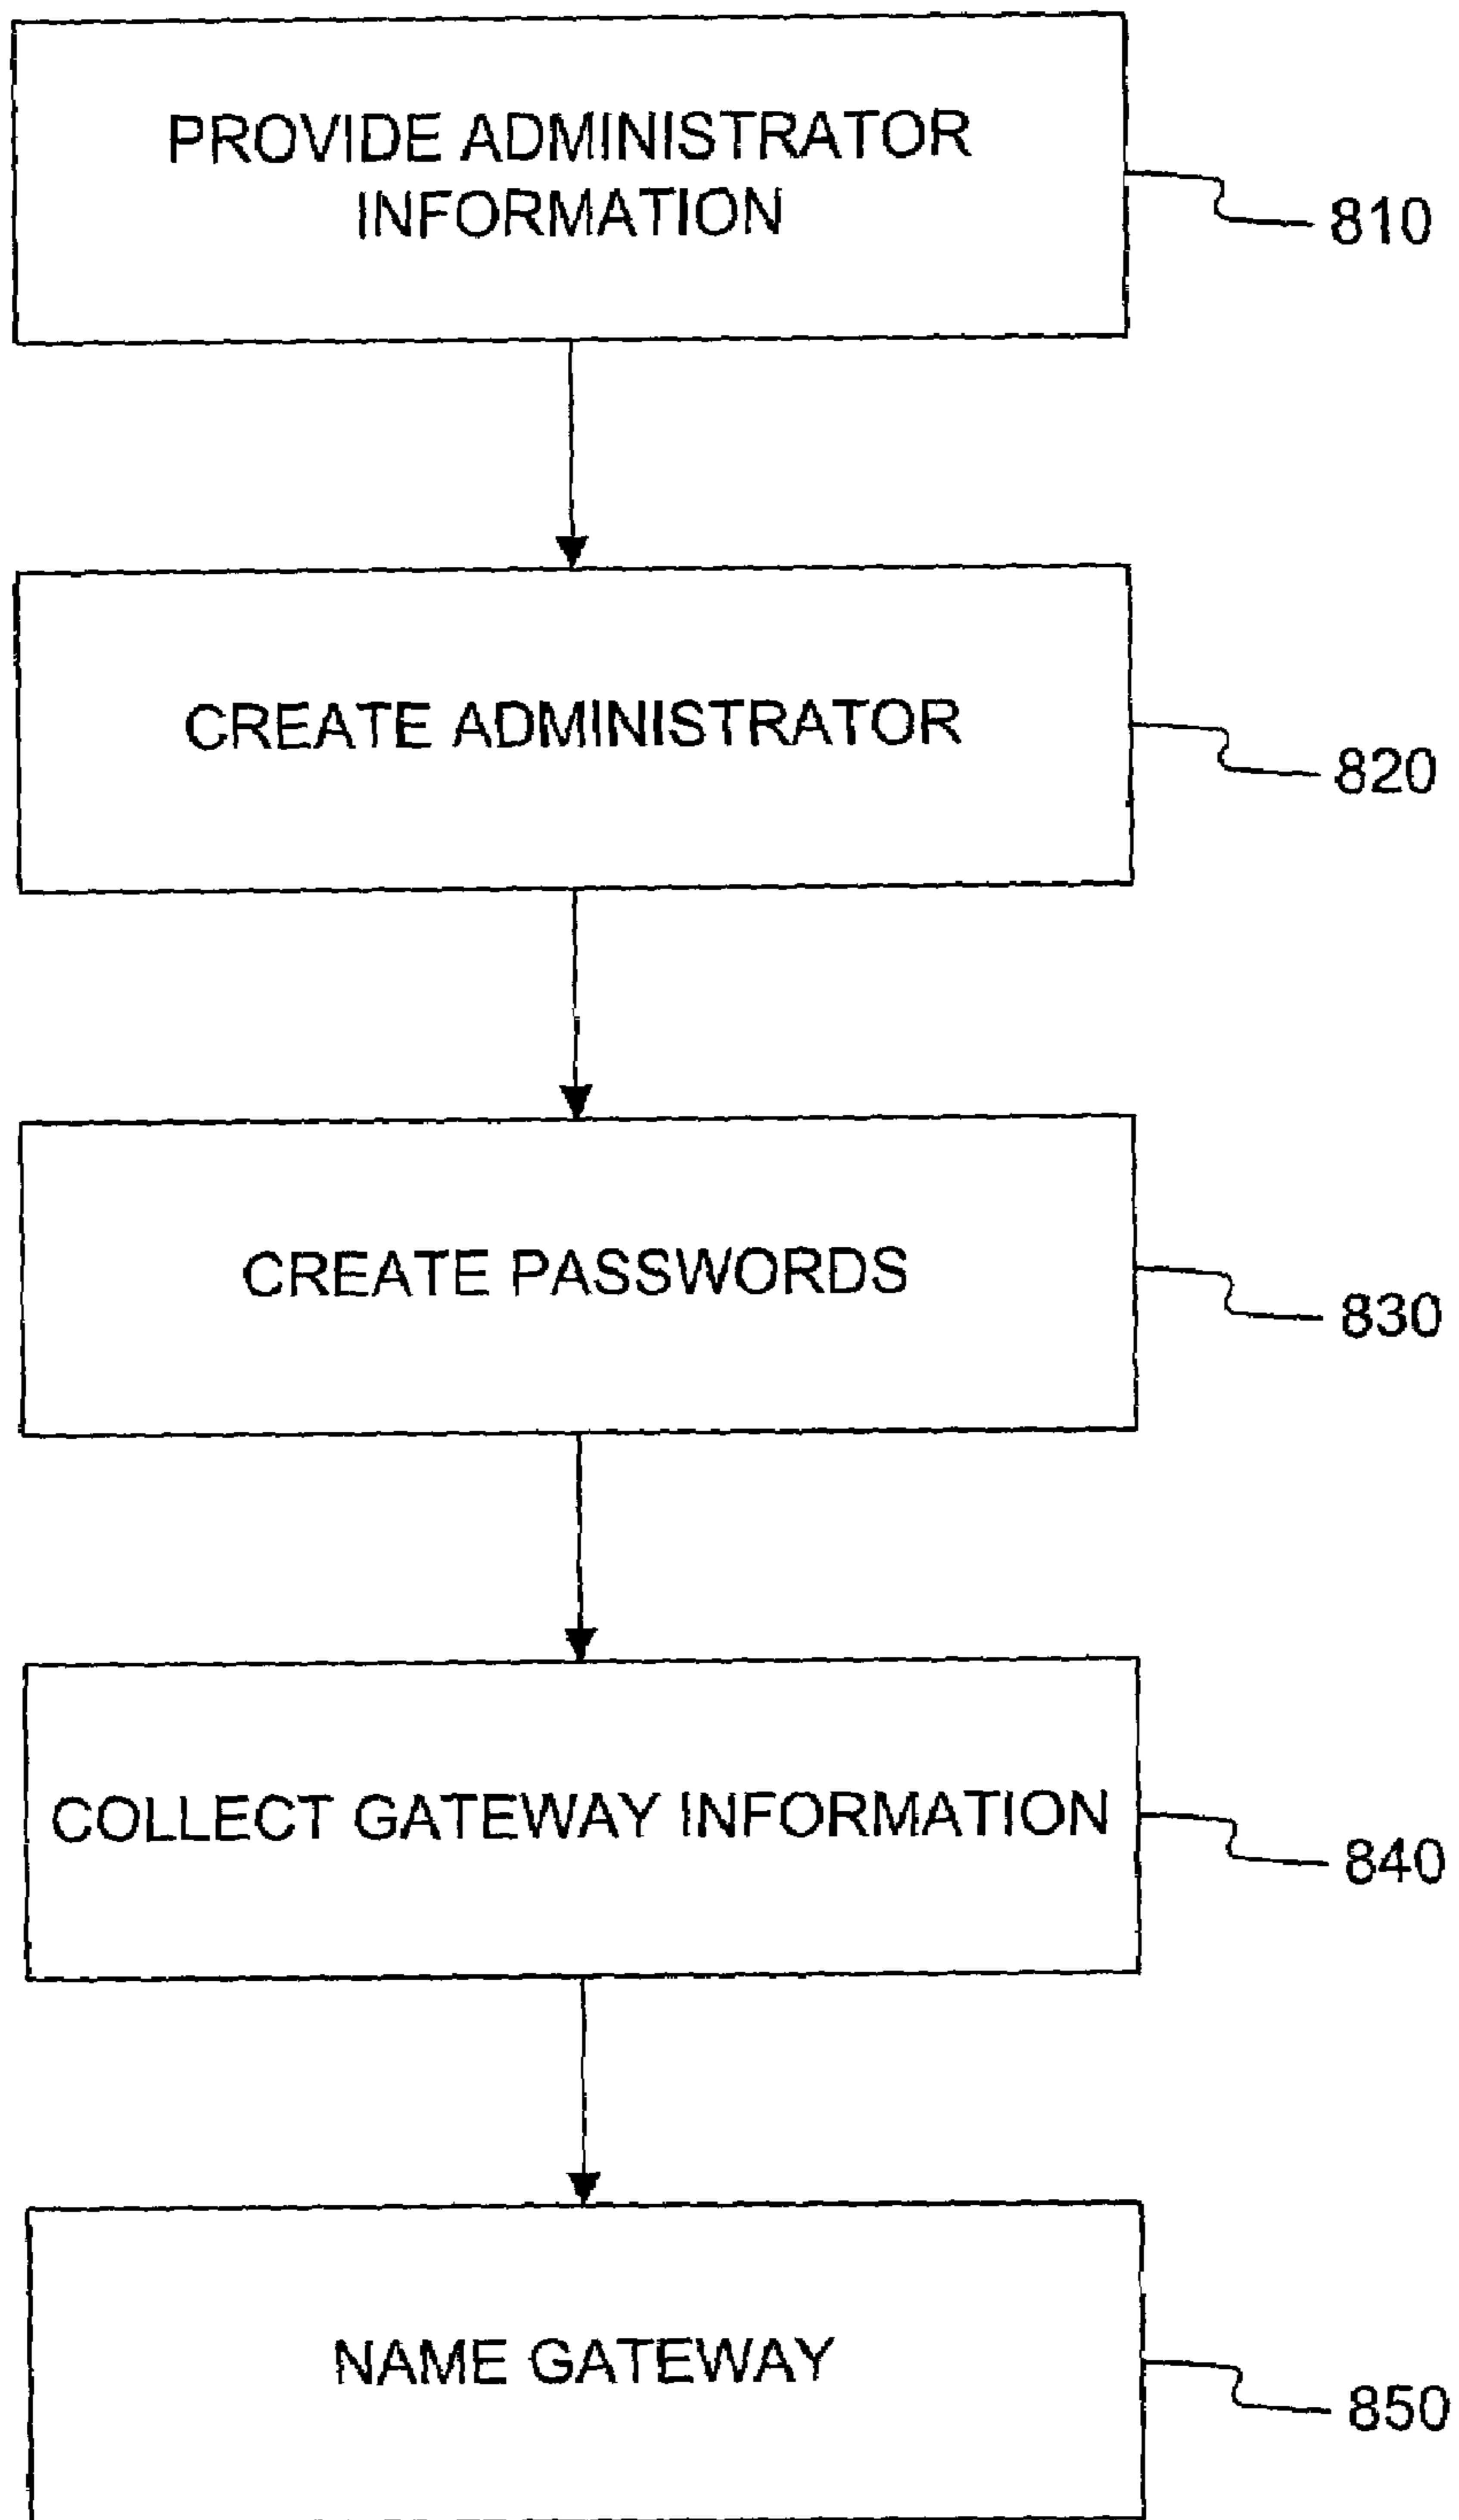 PROVIDE ADMINISTRATOR
INFORMATION
810
CREATE ADMINISTRATOR
820
CREATE PASSWORDS
830
COLLECT GATEWAY INFORMATION
840
NAME GATEWAY
850